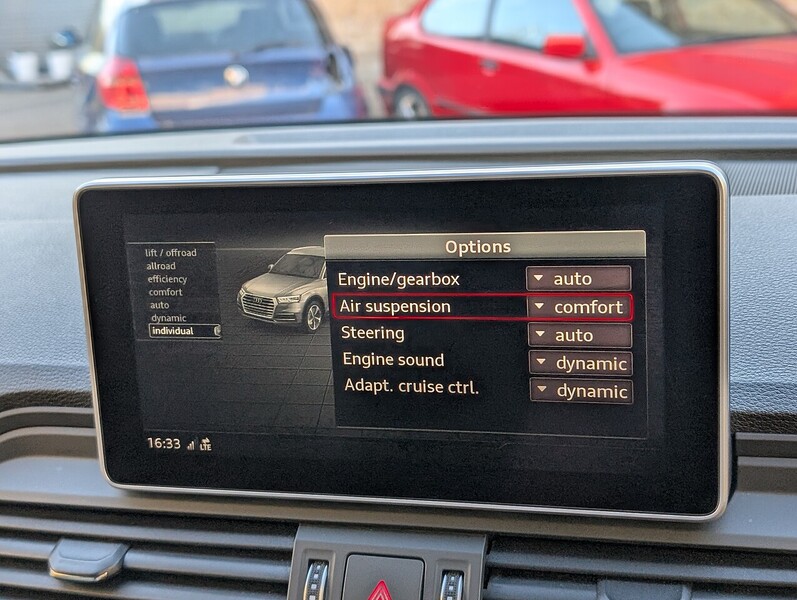 lift / offroad
allroad
efficiency
comfort
auto
dynamic
individual
Options
Engine/gearbox auto
Air suspension comfort
Steering auto
Engine sound dynamic
Adapt. cruise ctrl. dynamic
16:33 LTE